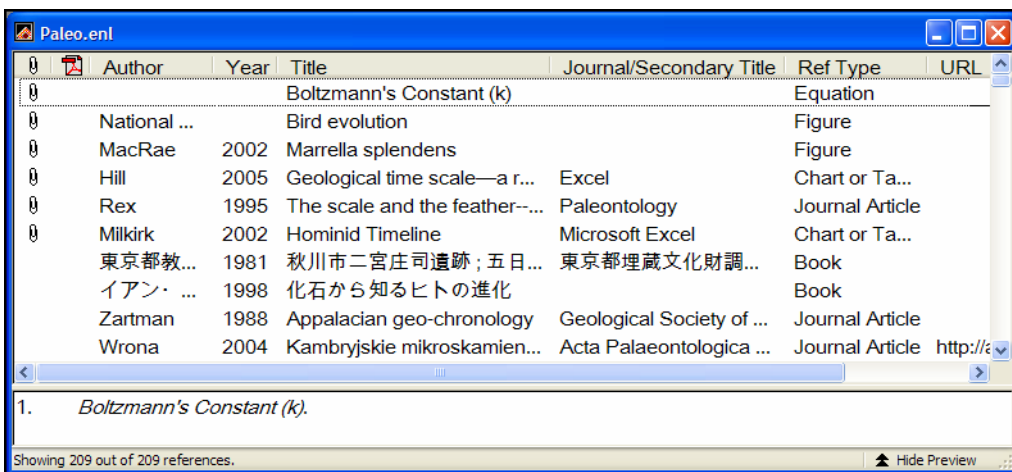 Paleo.enl
Author Year Title Journal/Secondary Title Ref Type URL
Boltzmann's Constant (k) Equation
National ... Bird evolution Figure
MacRae 2002 Marrella splendens Figure
Hill 2005 Geological time scale—a r... Excel Chart or Ta...
Rex 1995 The scale and the feather--... Paleontology Journal Article
Milkirk 2002 Hominid Timeline Microsoft Excel Chart or Ta...
東京都教... 1981 秋川市二宮庄司遺跡 ; 五日... 東京都埋蔵文化財調... Book
イアン・ ... 1998 化石から知るヒトの進化 Book
Zartman 1988 Appalacian geo-chronology Geological Society of ... Journal Article
Wrona 2004 Kambryjskie mikroskamien... Acta Palaeontologica ... Journal Article http://a
1. Boltzmann's Constant (k).
Showing 209 out of 209 references. Hide Preview